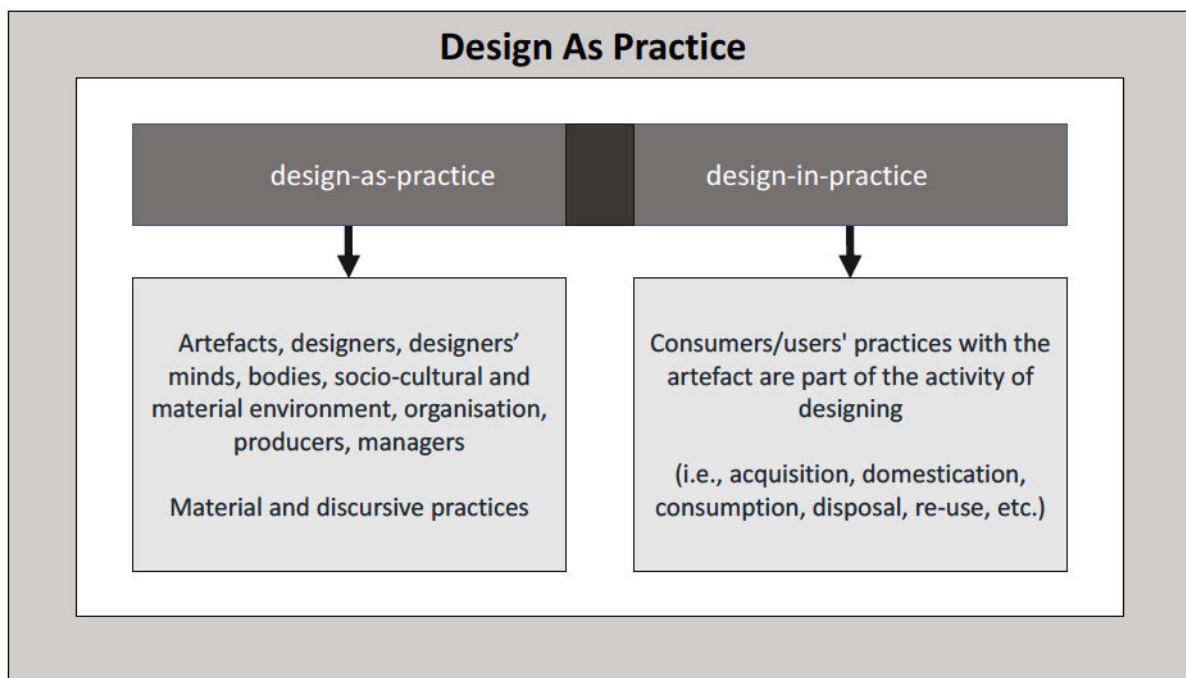 Design As Practice
design-as-practice
design-in-practice
Artefacts, designers, designers’
minds, bodies, socio-cultural and
material environment, organisation,
producers, managers
Material and discursive practices
Consumers/users' practices with the
artefact are part of the activity of
designing
(i.e., acquisition, domestication,
consumption, disposal, re-use, etc.)